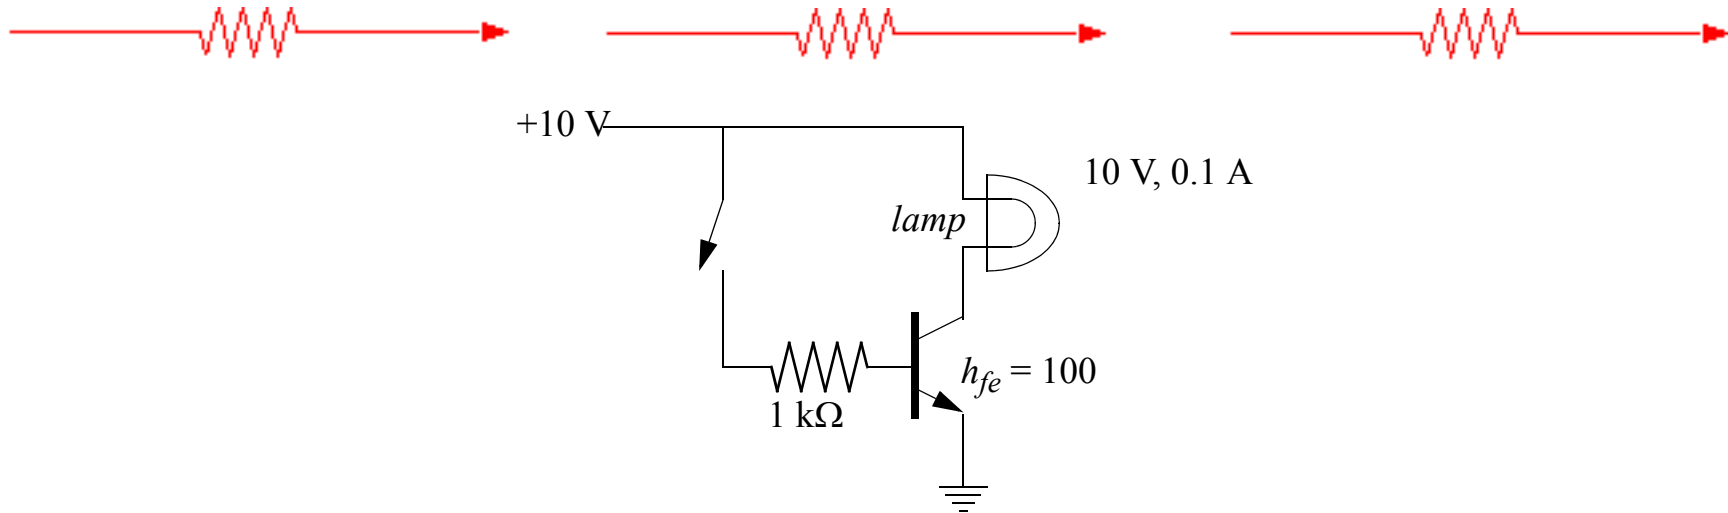 +10 V
10 V, 0.1 A
lamp
hfe = 100
1 kΩ